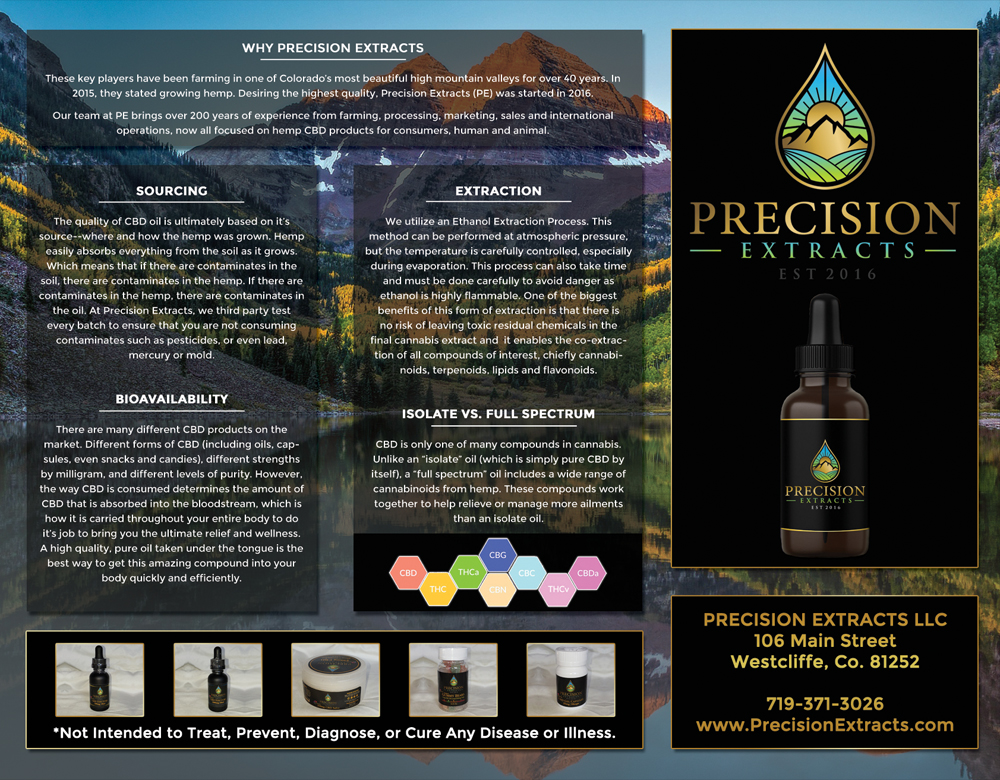 WHY PRECISION EXTRACTS
These key players have been farming in one of Colorado's most beautiful high mountain valleys for over 40 years. In
2015, they stated growing hemp. Desiring the highest quality, Precision Extracts (PE) was started in 2016.
Our team at PE brings over 200 years of experience from farming, processing, marketing, sales and international
operations, now all focused on hemp CBD products for consumers, human and animal.
SOURCING
The quality of CBD oil is ultimately based on it's
source--where and how the hemp was grown. Hemp
easily absorbs everything from the soil as it grows.
Which means that if there are contaminates in the
soil, there are contaminates in the hemp. If there are
contaminates in the hemp, there are contaminates in
the oil. At Precision Extracts, we third party test
every batch to ensure that you are not consuming
contaminates such as pesticides, or even lead,
mercury or mold.
BIOAVAILABILITY
There are many different CBD products on the
market. Different forms of CBD (including oils, cap-
sules, even snacks and candies), different strengths
by milligram, and different levels of purity. However,
the way CBD is consumed determines the amount of
CBD that is absorbed into the bloodstream, which is
how it is carried throughout your entire body to do
it's job to bring you the ultimate relief and wellness.
A high quality, pure oil taken under the tongue is the
best way to get this amazing compound into your
body quickly and efficiently.
EXTRACTION
We utilize an Ethanol Extraction Process. This
method can be performed at atmospheric pressure,
but the temperature is carefully controlled, especially
during evaporation. This process can also take time
and must be done carefully to avoid danger as
ethanol is highly flammable. One of the biggest
benefits of this form of extraction is that there is
no risk of leaving toxic residual chemicals in the
final cannabis extract and it enables the co-extrac-
tion of all compounds of interest, chiefly cannabi-
noids, terpenoids, lipids and flavonoids.
ISOLATE VS. FULL SPECTRUM
CBD is only one of many compounds in cannabis.
Unlike an "isolate" oil (which is simply pure CBD by
itself), a "full spectrum" oil includes a wide range of
cannabinoids from hemp. These compounds work
together to help relieve or manage more ailments
than an isolate oil.
CBD
THC
THCa
CBG
CBN
CBC
THCv
CBDa
*Not Intended to Treat, Prevent, Diagnose, or Cure Any Disease or Illness.
PRECISION
EXTRACTS
EST 2016
PRECISION
EXTRACTS
EST 2016
PRECISION EXTRACTS LLC
106 Main Street
Westcliffe, Co. 81252
719-371-3026
www.PrecisionExtracts.com